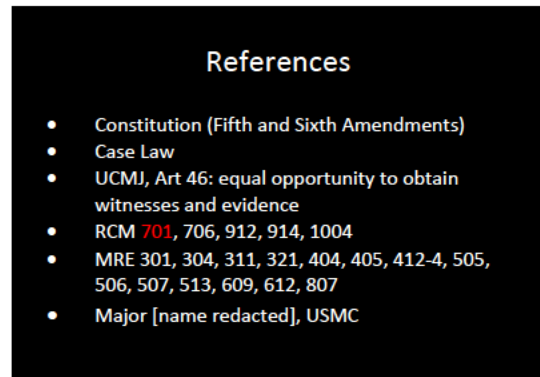 References
• Constitution (Fifth and Sixth Amendments)
• Case Law
• UCMJ, Art 46: equal opportunity to obtain
witnesses and evidence
• RCM 701, 706, 912, 914, 1004
• MRE 301, 304, 311, 321, 404, 405, 412-4, 505,
506, 507, 513, 609, 612, 807
• Major [name redacted], USMC